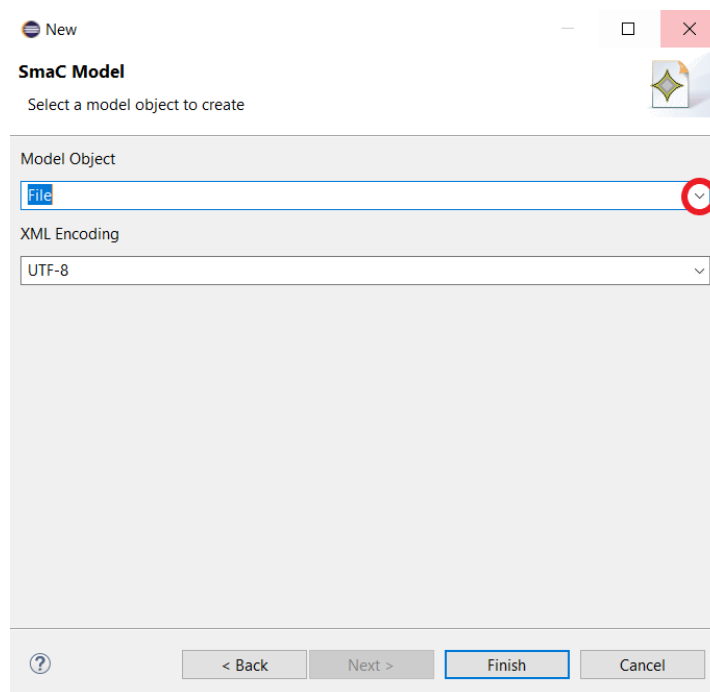 New
SmaC Model
Select a model object to create
Model Object
File
XML Encoding
UTF-8
< Back Next > Finish Cancel